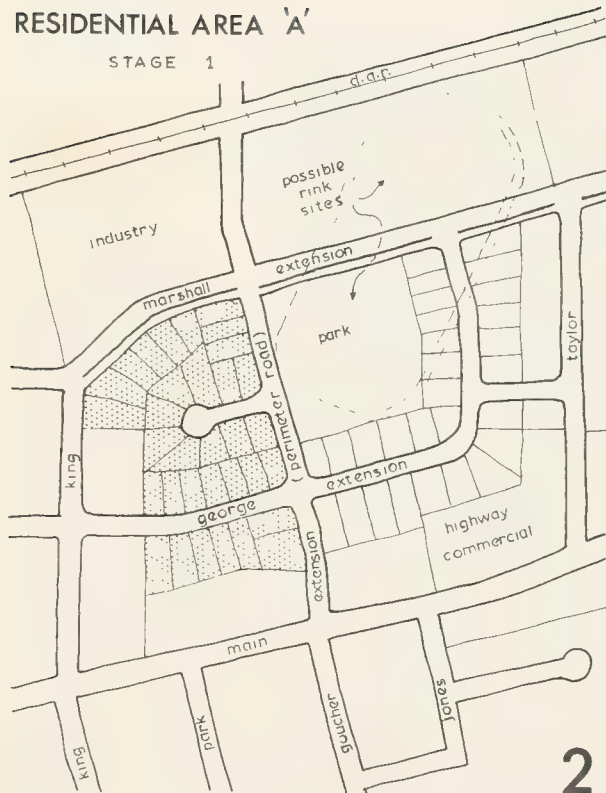 RESIDENTIAL AREA 'A'
STAGE 1
d.a.r.
possible
rink
sites
industry
extension
marshall
park
taylor
(perimeter road)
king
extension
george
highway
commercial
extension
main
king
park
gaucher
jones
2